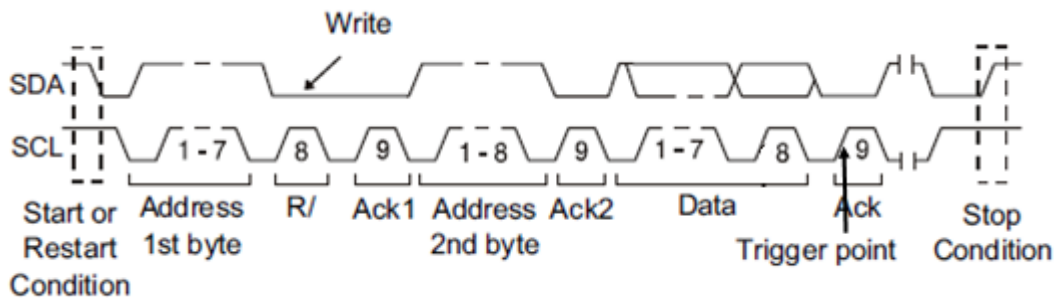 Write
SDA
SCL
1 - 7
8
9
1 - 8
9
1 - 7
8
9
Start or
Restart
Condition
Address
1st byte
R/
Ack1
Address
2nd byte
Ack2
Data
Ack
Trigger point
Stop
Condition